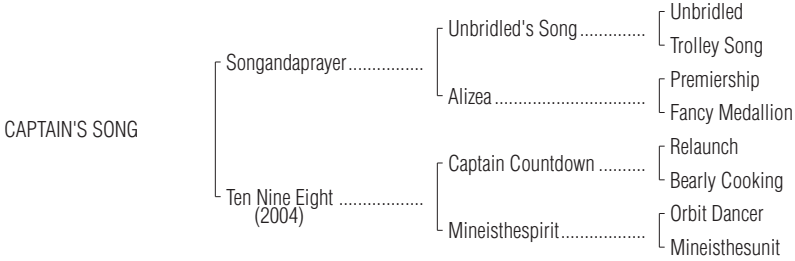 Unbridled
Unbridled's Song..............
Trolley Song
Songandaprayer................
Premiership
Alizea................................
Fancy Medallion
CAPTAIN'S SONG
Relaunch
Captain Countdown ..........
Bearly Cooking
Ten Nine Eight ..................
(2004)
Orbit Dancer
Mineisthespirit..................
Mineisthesunit